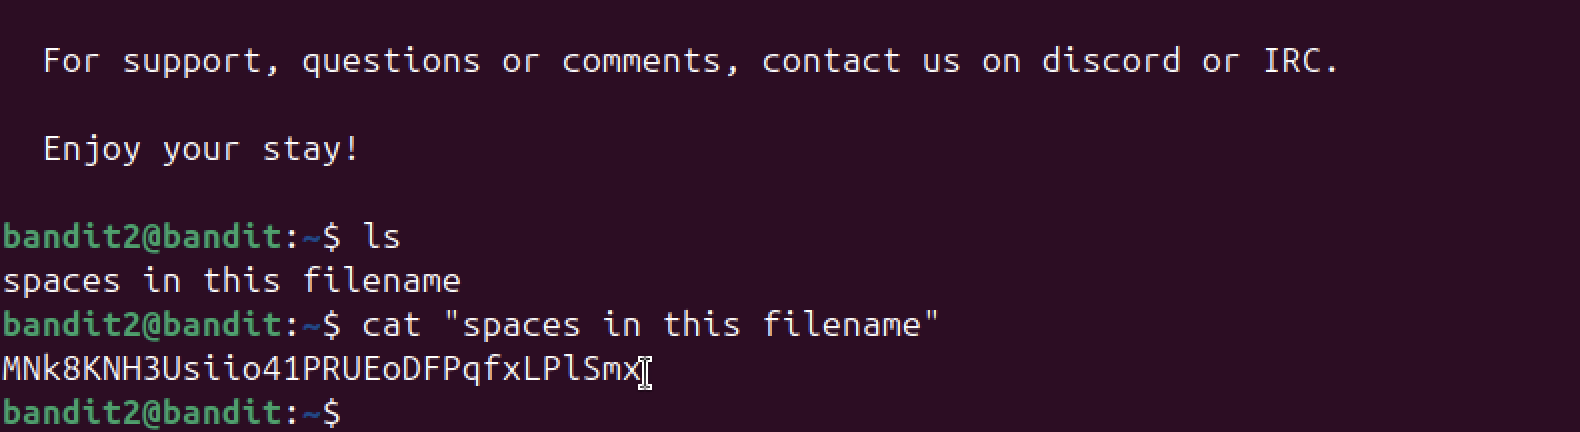 For support, questions or comments, contact us on discord or IRC.
Enjoy your stay!
bandit2@bandit:~$ ls
spaces in this filename
bandit2@bandit:~$ cat "spaces in this filename"
MNk8KNH3Usiio41PRUEoDFPqfxLPlSmx
bandit2@bandit:~$